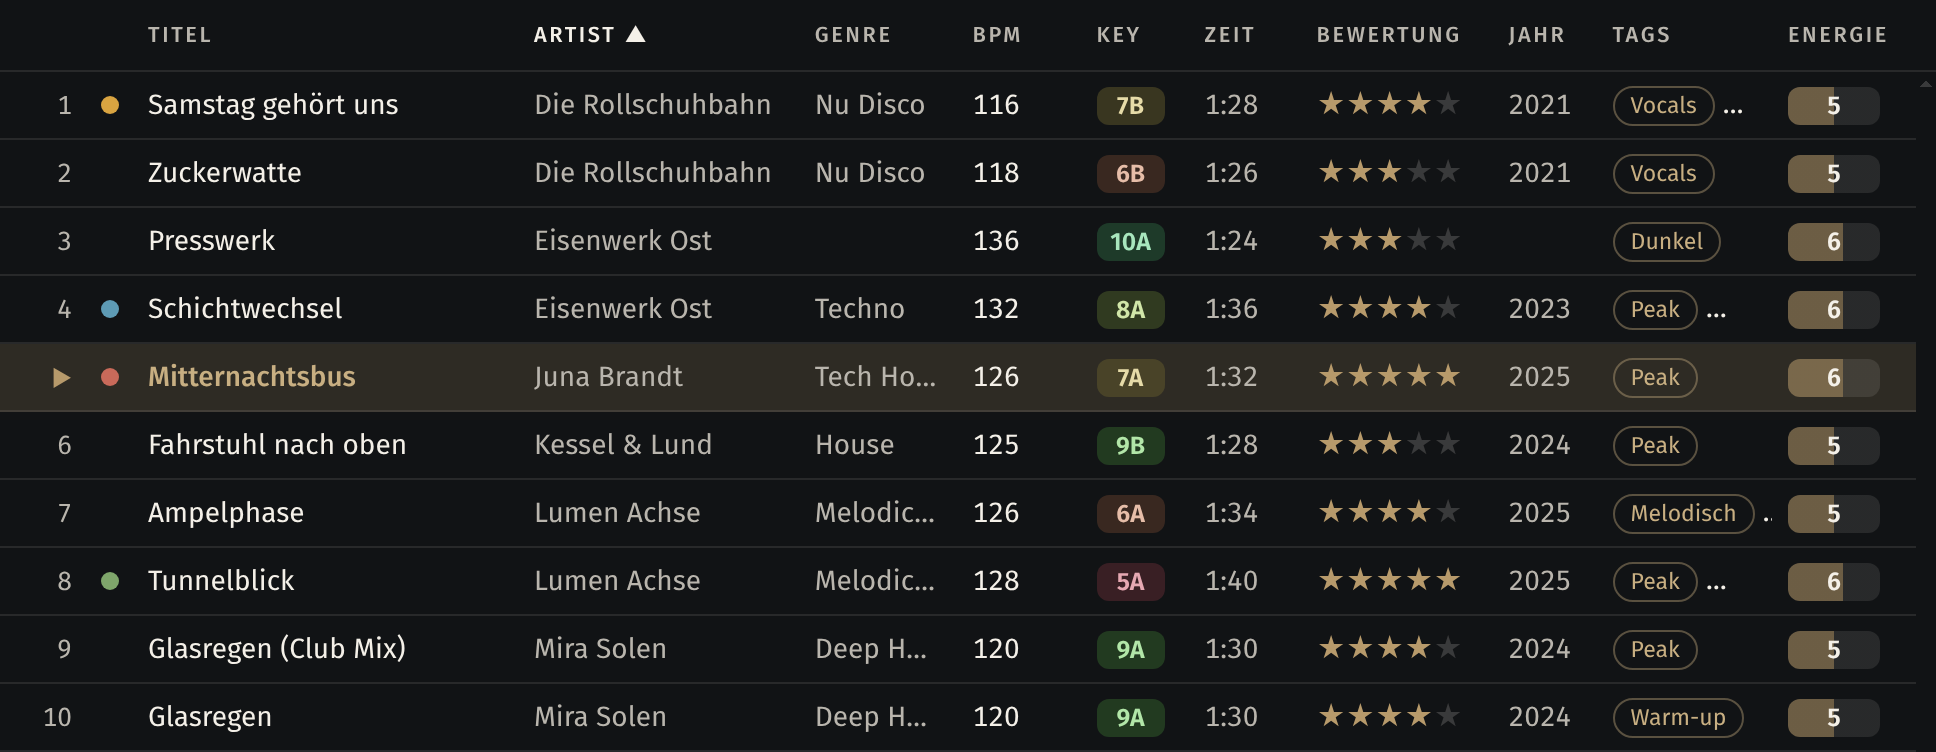 TITEL ARTIST ▲ GENRE BPM KEY ZEIT BEWERTUNG JAHR TAGS ENERGIE
1 Samstag gehört uns Die Rollschuhbahn Nu Disco 116 7B 1:28 ★★★★★ 2021 Vocals ... 5
2 Zuckerwatte Die Rollschuhbahn Nu Disco 118 6B 1:26 ★★★★★ 2021 Vocals 5
3 Presswerk Eisenwerk Ost 136 10A 1:24 ★★★★★ Dunkel 6
4 Schichtwechsel Eisenwerk Ost Techno 132 8A 1:36 ★★★★★ 2023 Peak ... 6
▶ Mitternachtsbus Juna Brandt Tech Ho... 126 7A 1:32 ★★★★★ 2025 Peak 6
6 Fahrstuhl nach oben Kessel & Lund House 125 9B 1:28 ★★★★★ 2024 Peak 5
7 Ampelphase Lumen Achse Melodic... 126 6A 1:34 ★★★★★ 2025 Melodisch .. 5
8 Tunnelblick Lumen Achse Melodic... 128 5A 1:40 ★★★★★ 2025 Peak ... 6
9 Glasregen (Club Mix) Mira Solen Deep H... 120 9A 1:30 ★★★★★ 2024 Peak 5
10 Glasregen Mira Solen Deep H... 120 9A 1:30 ★★★★★ 2024 Warm-up 5